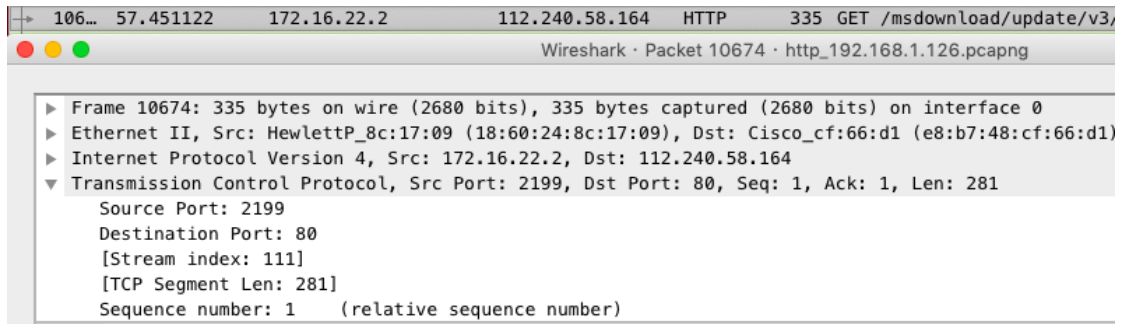 106… 57.451122 172.16.22.2 112.240.58.164 HTTP 335 GET /msdownload/update/v3/
Wireshark · Packet 10674 · http_192.168.1.126.pcapng
Frame 10674: 335 bytes on wire (2680 bits), 335 bytes captured (2680 bits) on interface 0
Ethernet II, Src: HewlettP_8c:17:09 (18:60:24:8c:17:09), Dst: Cisco_cf:66:d1 (e8:b7:48:cf:66:d1)
Internet Protocol Version 4, Src: 172.16.22.2, Dst: 112.240.58.164
Transmission Control Protocol, Src Port: 2199, Dst Port: 80, Seq: 1, Ack: 1, Len: 281
Source Port: 2199
Destination Port: 80
[Stream index: 111]
[TCP Segment Len: 281]
Sequence number: 1 (relative sequence number)